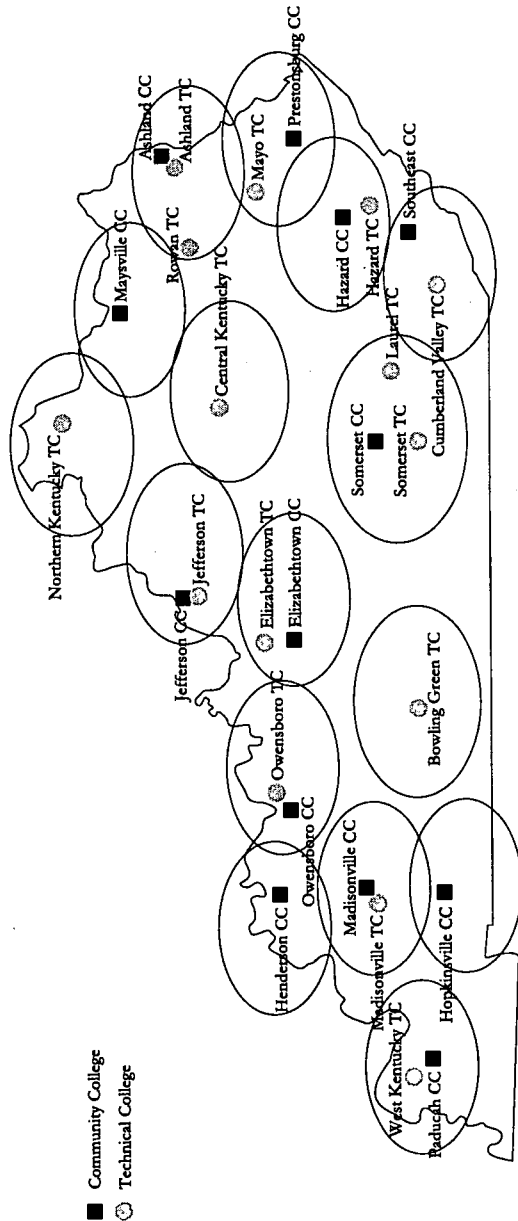 Community College
Technical College
Northern Kentucky TC
Maysville CC
Ashland CC
Ashland TC
Rowan TC
Central Kentucky TC
Mayo TC
Prestonsburg CC
Jefferson CC
Jefferson TC
Elizabethtown TC
Elizabethtown CC
Owensboro TC
Owensboro CC
Henderson CC
Hazard CC
Hazard TC
Laurel TC
Southeast CC
Cumberland Valley TC
Somerset CC
Somerset TC
Bowling Green TC
Madisonville CC
Madisonville TC
Hopkinsville CC
West Kentucky TC
Paducah CC